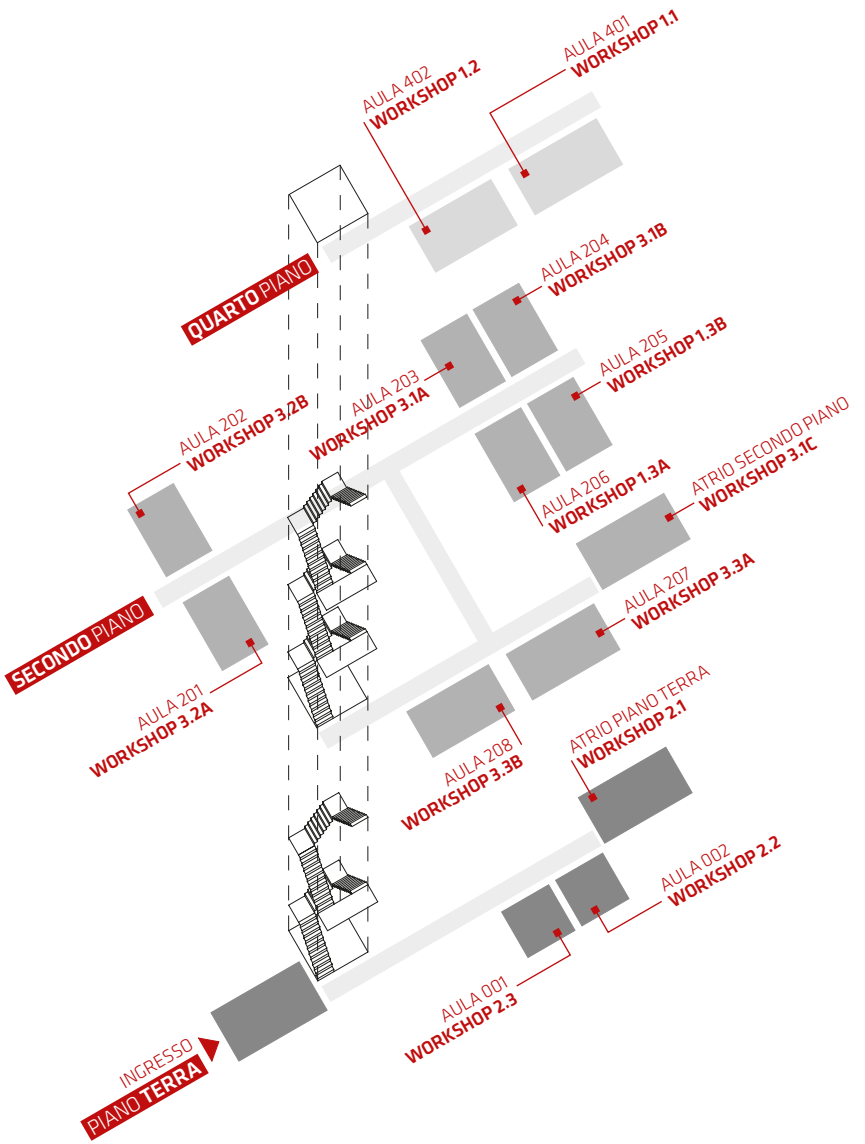 AULA 401
WORKSHOP 1.1
AULA 402
WORKSHOP 1.2
QUARTO PIANO
AULA 204
WORKSHOP 3.1B
AULA 205
WORKSHOP 1.3B
AULA 203
WORKSHOP 3.1A
AULA 202
WORKSHOP 3.2B
ATRIO SECONDO PIANO
WORKSHOP 3.1C
AULA 206
WORKSHOP 1.3A
AULA 207
WORKSHOP 3.3A
SECONDO PIANO
AULA 201
WORKSHOP 3.2A
AULA 208
WORKSHOP 3.3B
ATRIO PIANO TERRA
WORKSHOP 2.1
AULA 002
WORKSHOP 2.2
AULA 001
WORKSHOP 2.3
INGRESSO
PIANO TERRA